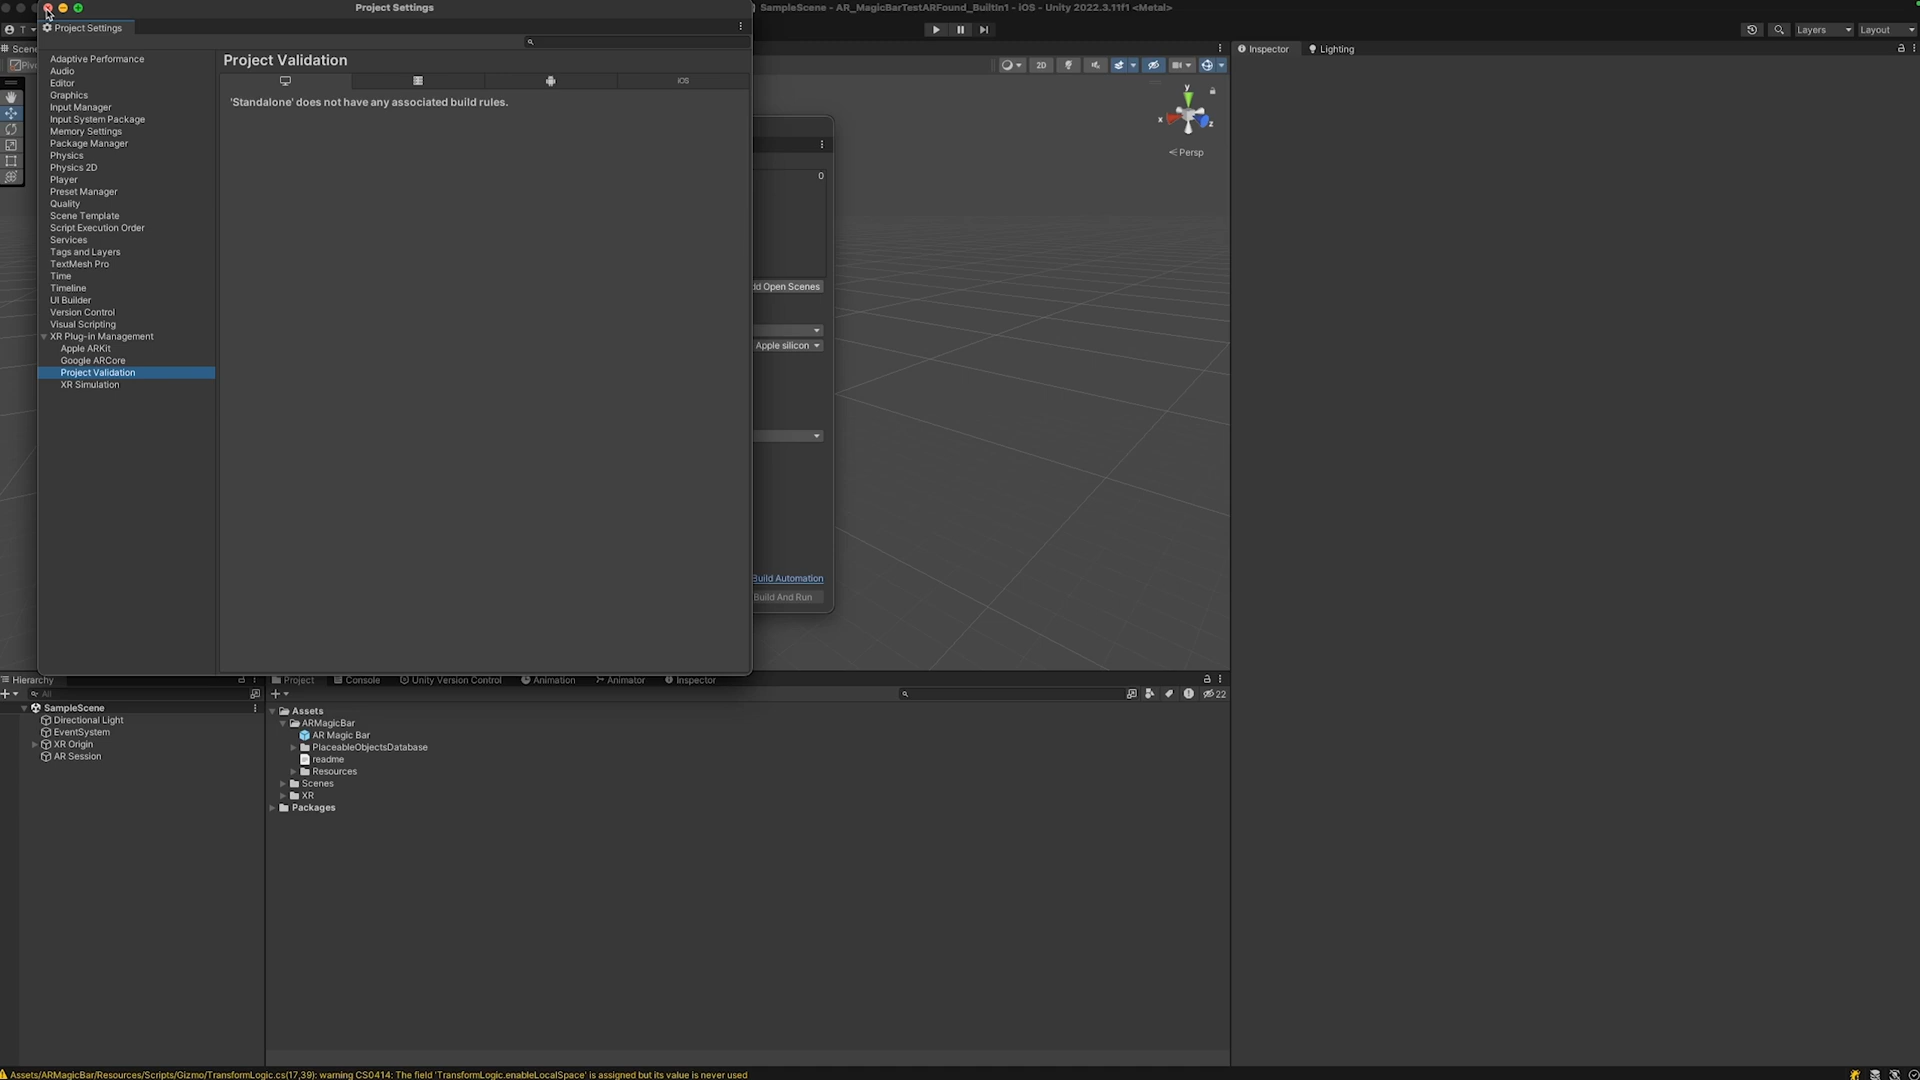 Project Settings
SampleScene - AR_MagicBarTestARFound_BuiltIn1 - iOS - Unity 2022.3.11f1 <Metal>
Project Settings
T
Layers
Layout
Scene
Inspector
Lighting
Adaptive Performance
Audio
Editor
Graphics
Input Manager
Input System Package
Memory Settings
Package Manager
Physics
Physics 2D
Player
Preset Manager
Quality
Scene Template
Script Execution Order
Services
Tags and Layers
TextMesh Pro
Time
Timeline
UI Builder
Version Control
Visual Scripting
XR Plug-in Management
Apple ARKit
Google ARCore
Project Validation
XR Simulation
Project Validation
iOS
'Standalone' does not have any associated build rules.
2D
y
x
z
Persp
0
dd Open Scenes
Apple silicon
Build Automation
Build And Run
Hierarchy
All
SampleScene
Directional Light
EventSystem
XR Origin
AR Session
Project
Console
Unity Version Control
Animation
Animator
Inspector
22
Assets
ARMagicBar
AR Magic Bar
PlaceableObjectsDatabase
readme
Resources
Scenes
XR
Packages
Assets/ARMagicBar/Resources/Scripts/Gizmo/TransformLogic.cs(17,39): warning CS0414: The field 'TransformLogic.enableLocalSpace' is assigned but its value is never used